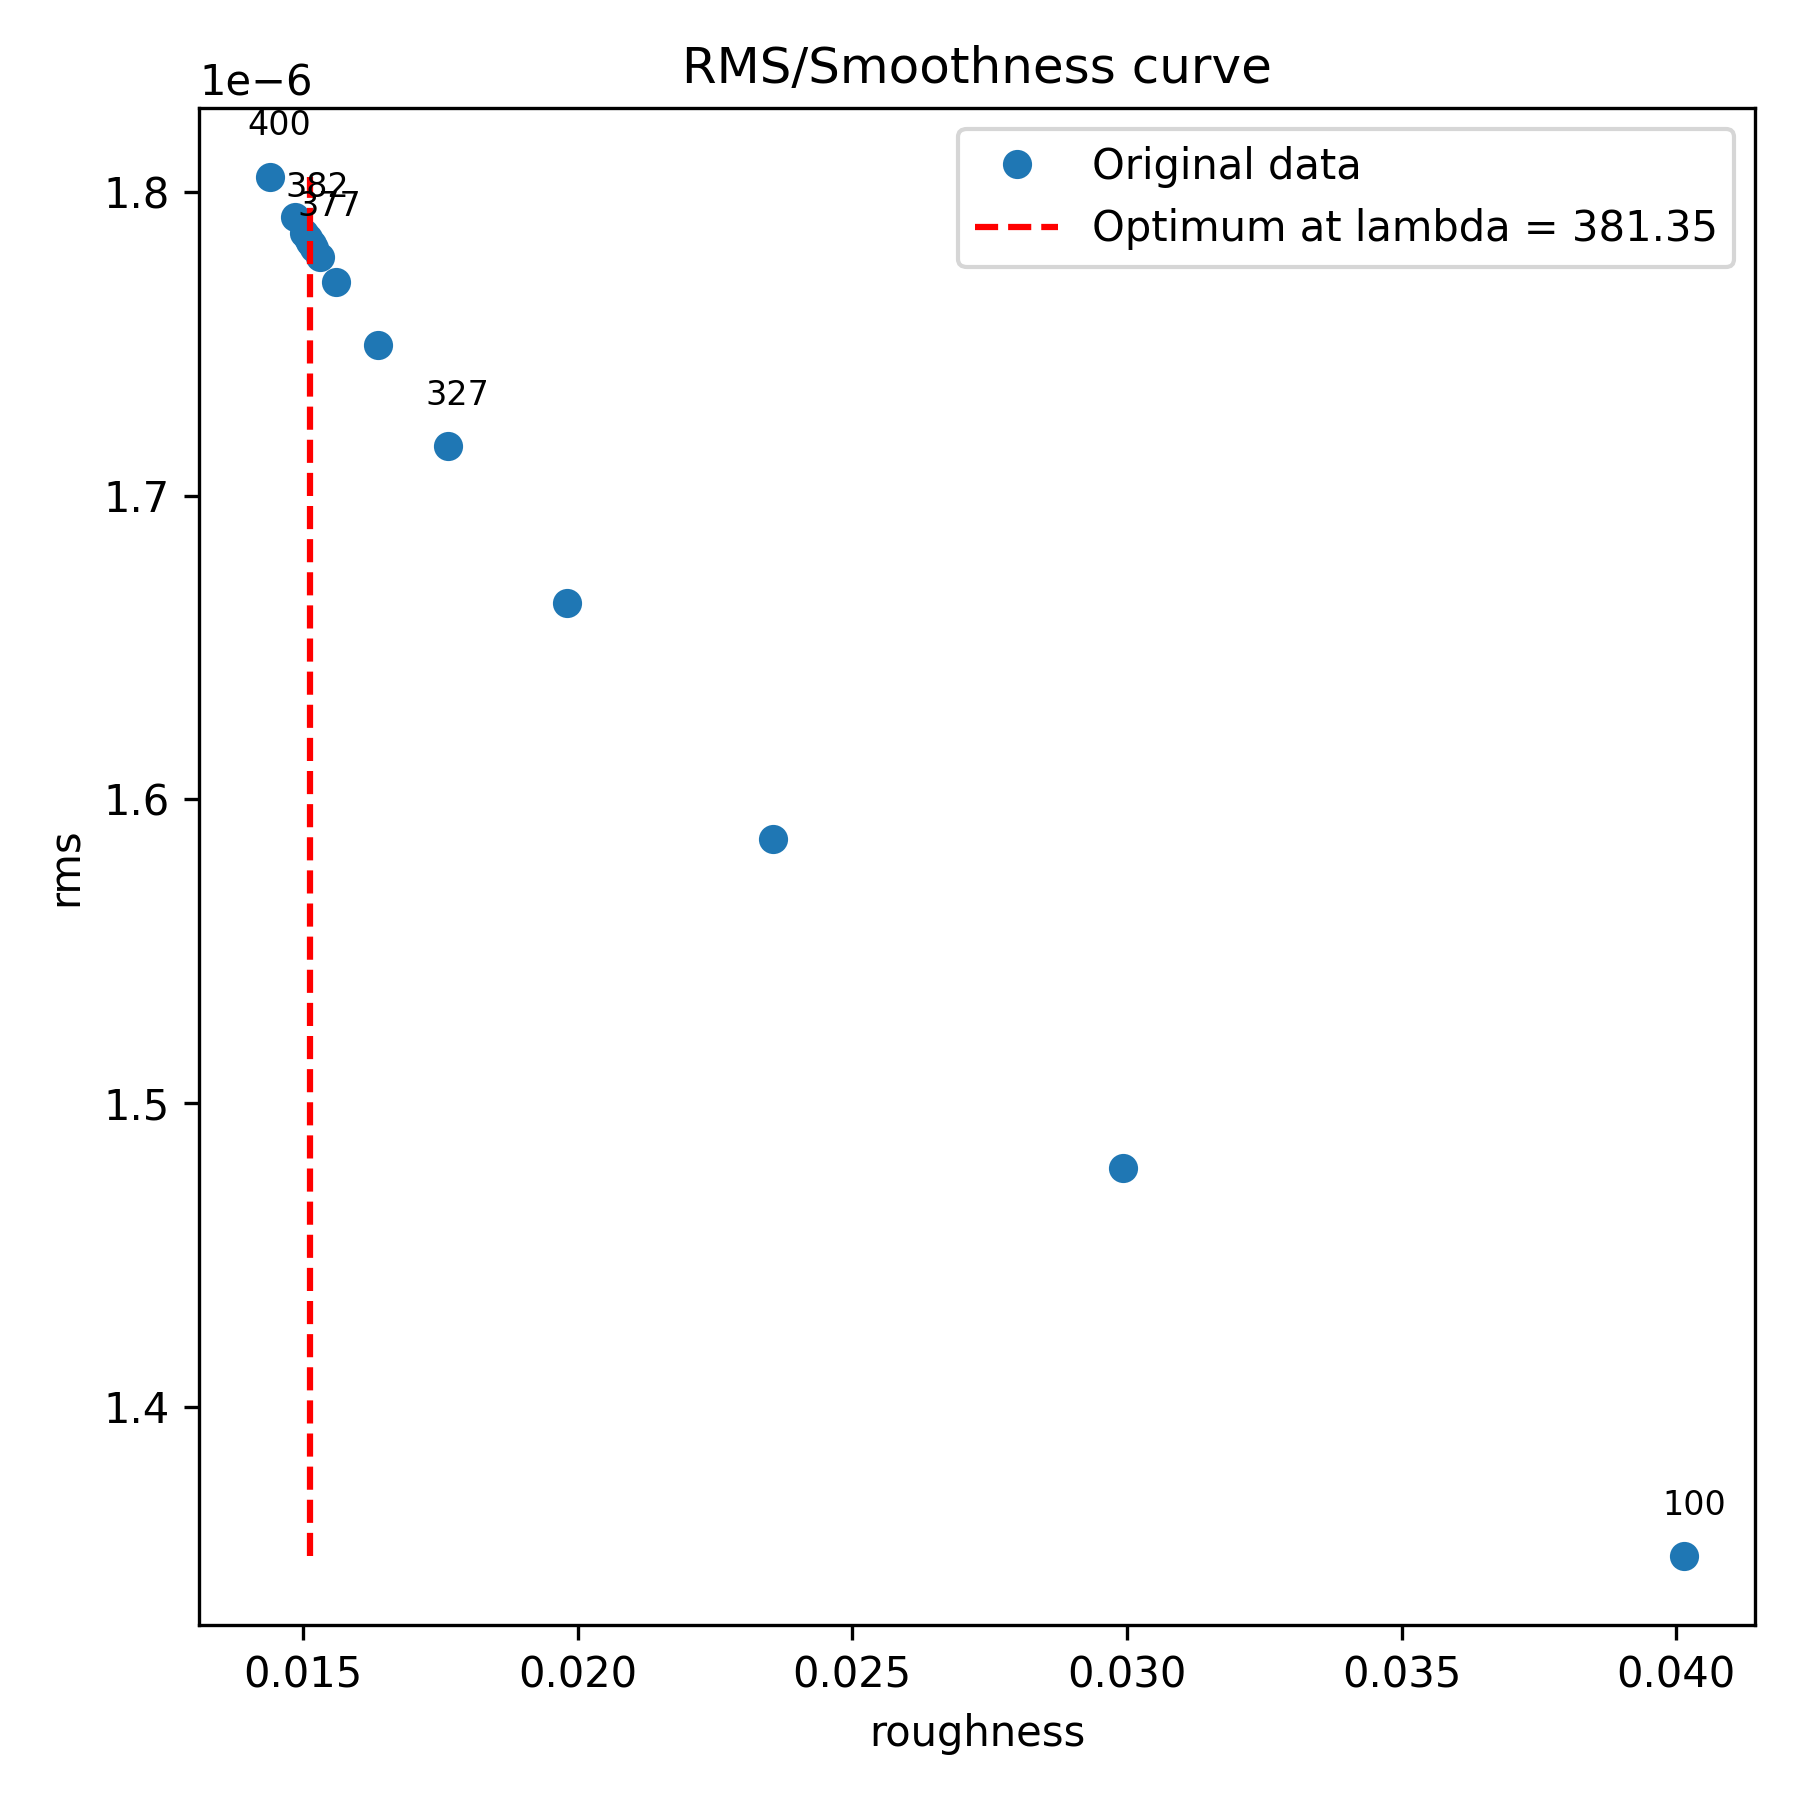 RMS/Smoothness curve
1e−6
400
382
377
327
100
Original data
Optimum at lambda = 381.35
1.8
1.7
1.6
1.5
1.4
rms
0.015 0.020 0.025 0.030 0.035 0.040
roughness